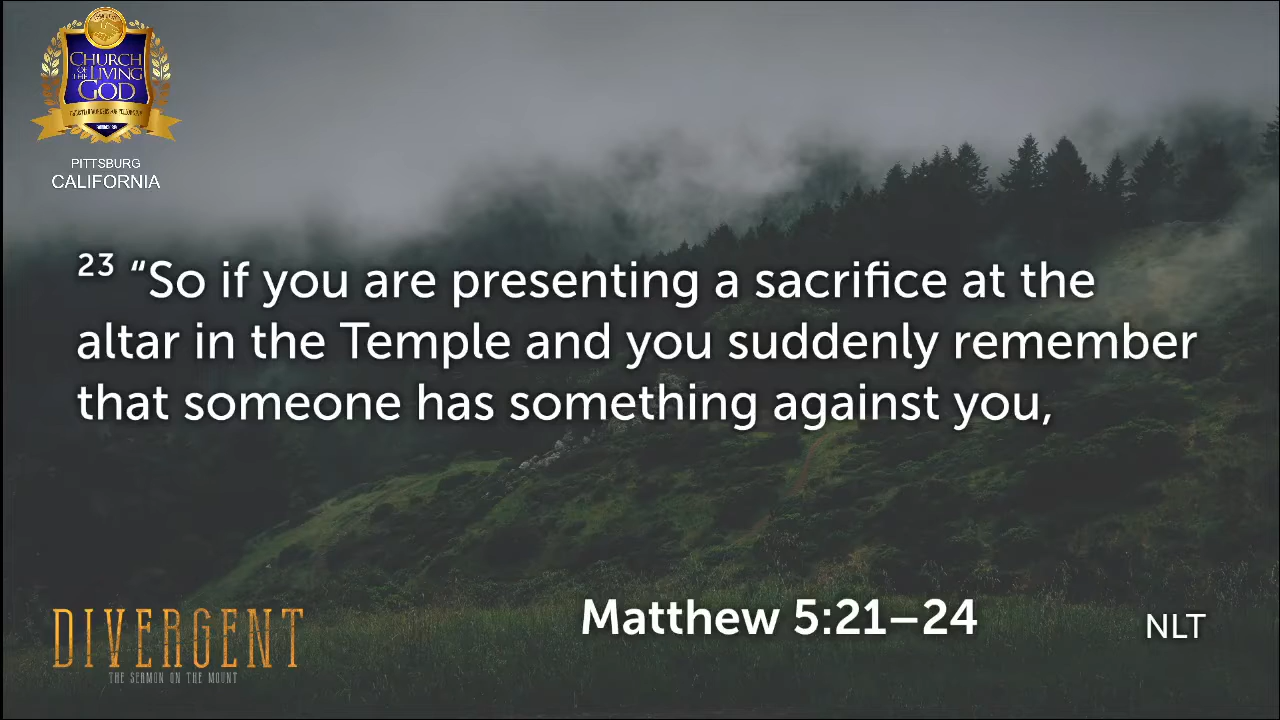 CHURCH
OF
THE LIVING
GOD
PITTSBURG
CALIFORNIA
23 “So if you are presenting a sacrifice at the
altar in the Temple and you suddenly remember
that someone has something against you,
Matthew 5:21–24
NLT
DIVERGENT
THE SERMON ON THE MOUNT